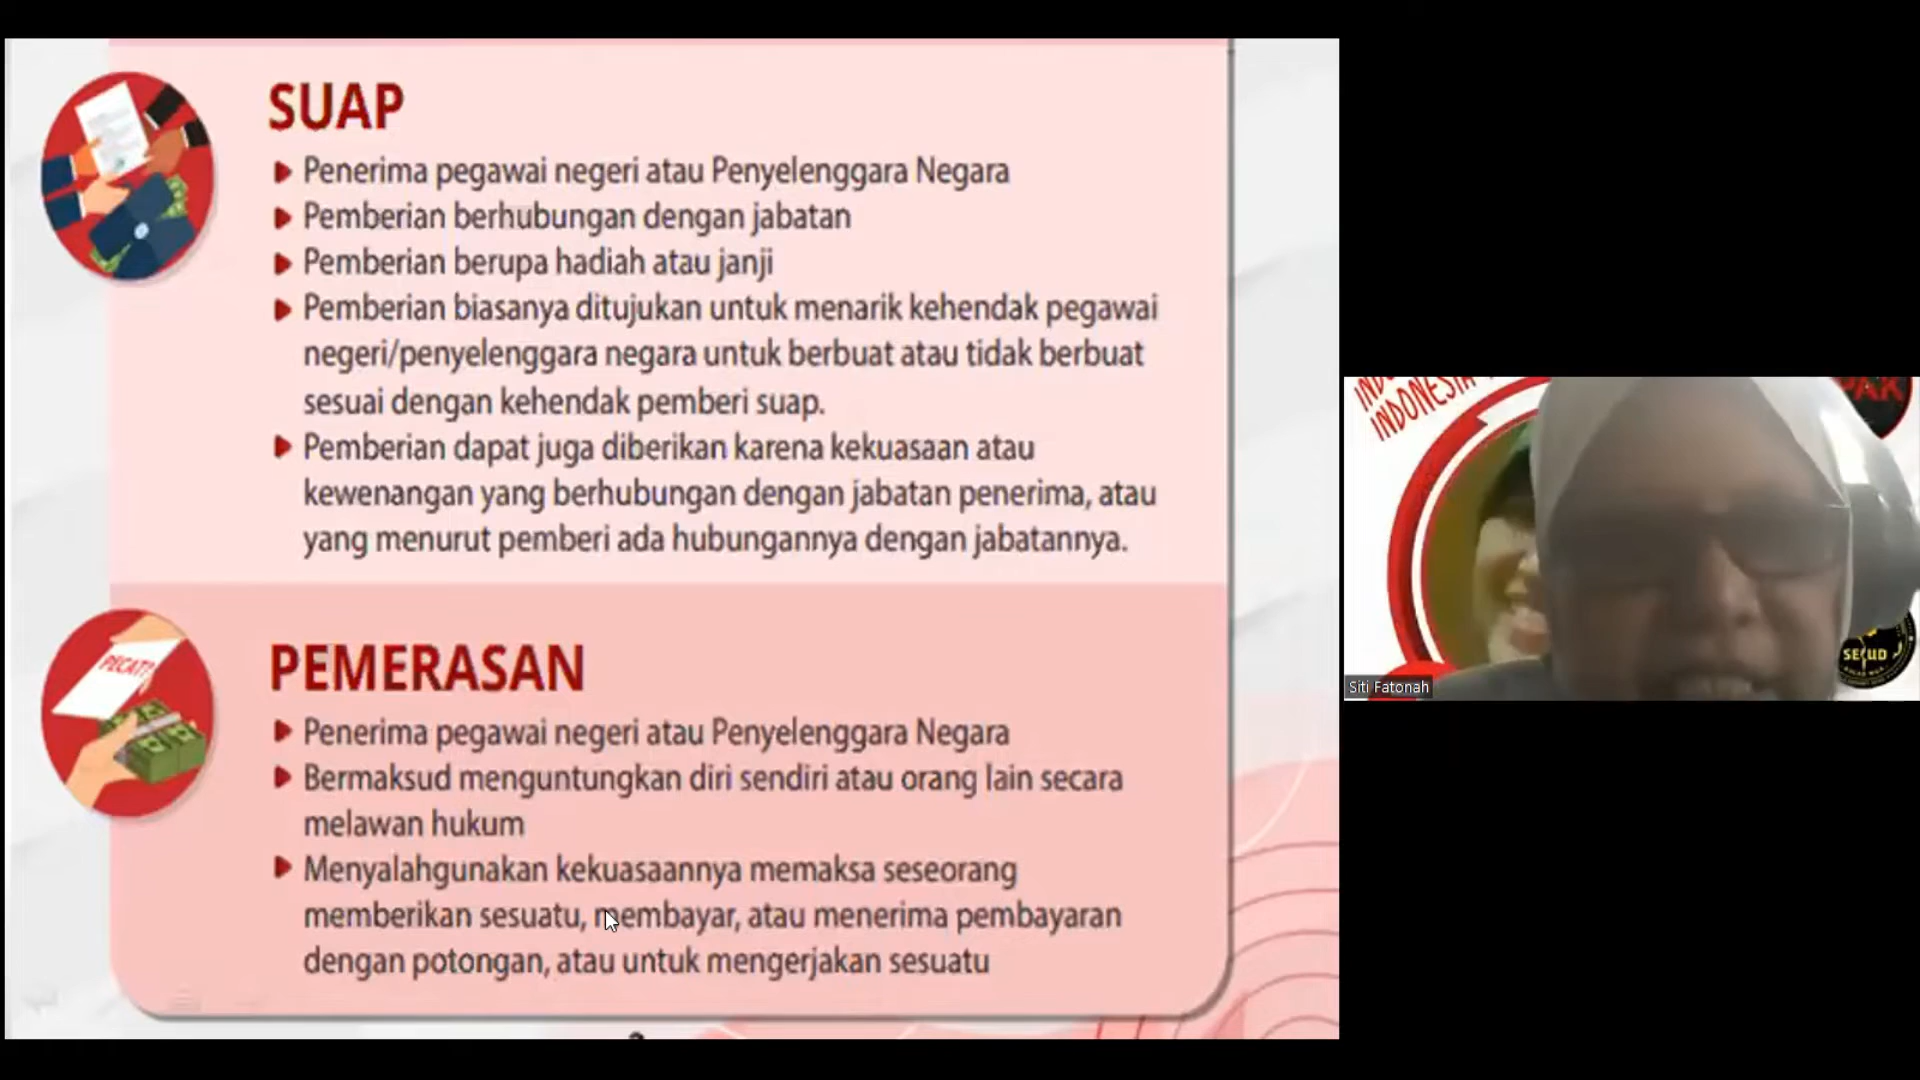 SUAP
Penerima pegawai negeri atau Penyelenggara Negara
Pemberian berhubungan dengan jabatan
Pemberian berupa hadiah atau janji
Pemberian biasanya ditujukan untuk menarik kehendak pegawai
negeri/penyelenggara negara untuk berbuat atau tidak berbuat
sesuai dengan kehendak pemberi suap.
Pemberian dapat juga diberikan karena kekuasaan atau
kewenangan yang berhubungan dengan jabatan penerima, atau
yang menurut pemberi ada hubungannya dengan jabatannya.
PECAT?
PEMERASAN
Penerima pegawai negeri atau Penyelenggara Negara
Bermaksud menguntungkan diri sendiri atau orang lain secara
melawan hukum
Menyalahgunakan kekuasaannya memaksa seseorang
memberikan sesuatu, membayar, atau menerima pembayaran
dengan potongan, atau untuk mengerjakan sesuatu
INDONESIA
PAK
SECUD
Siti Fatonah